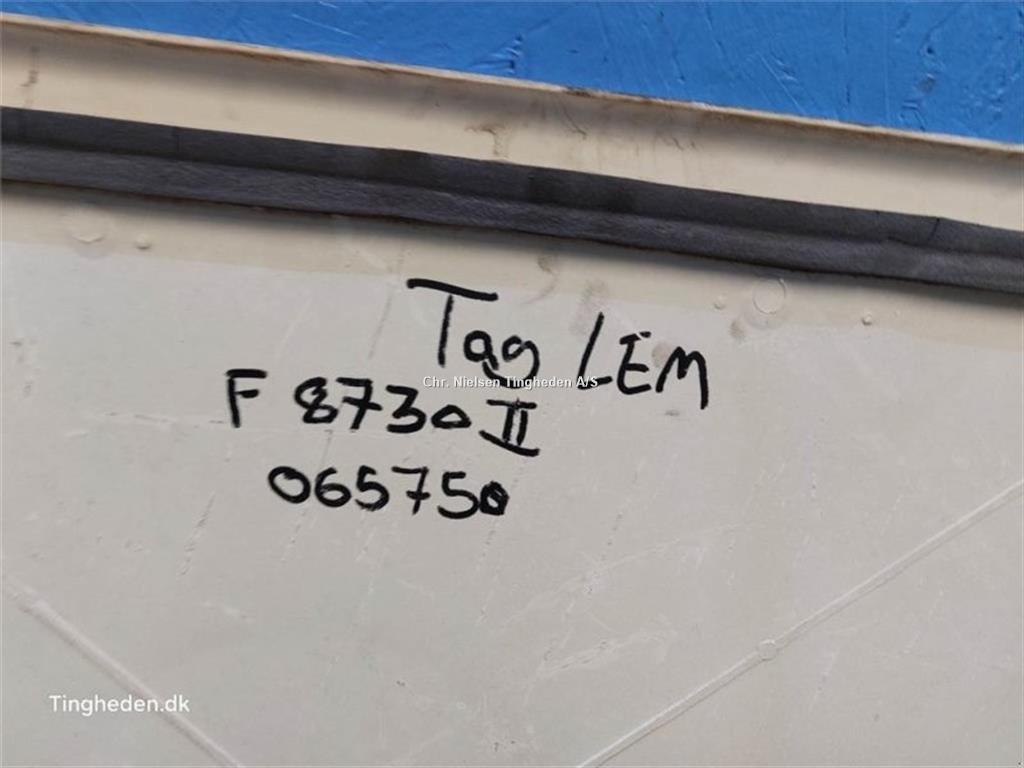 Tag LEM
Chr. Nielsen Tingheden A/S
F 8730 II
065750
Tingheden.dk